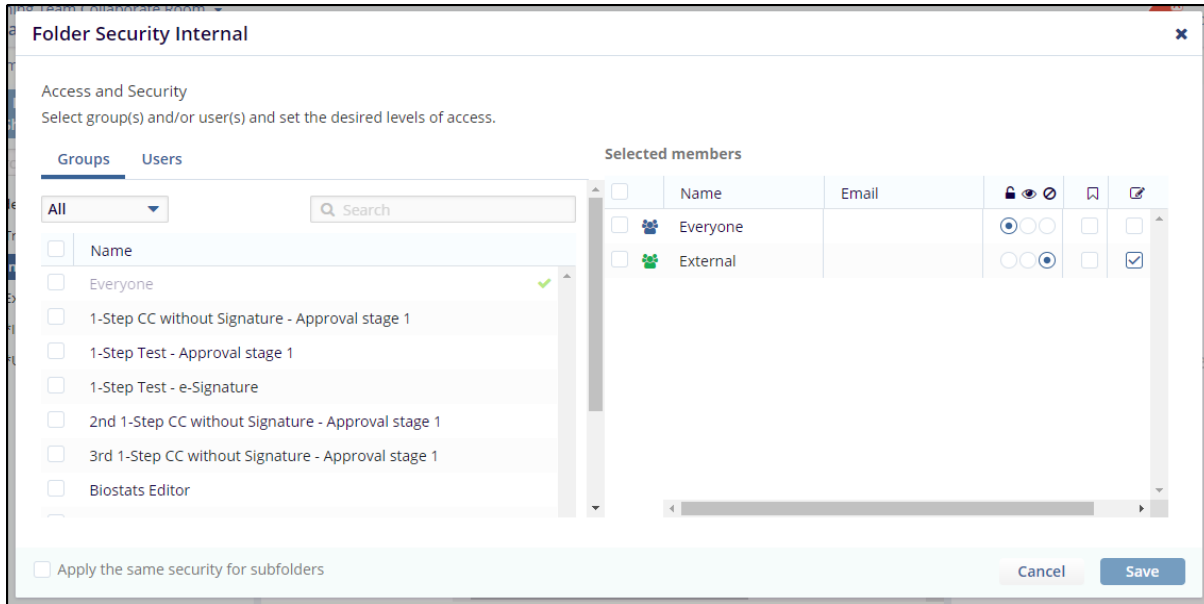 ning Team Collaborate Room
Folder Security Internal
Access and Security
Select group(s) and/or user(s) and set the desired levels of access.
Groups Users
Selected members
All
Search
Name Email
Everyone
External
Name
Everyone
1-Step CC without Signature - Approval stage 1
1-Step Test - Approval stage 1
1-Step Test - e-Signature
2nd 1-Step CC without Signature - Approval stage 1
3rd 1-Step CC without Signature - Approval stage 1
Biostats Editor
Apply the same security for subfolders
Cancel Save